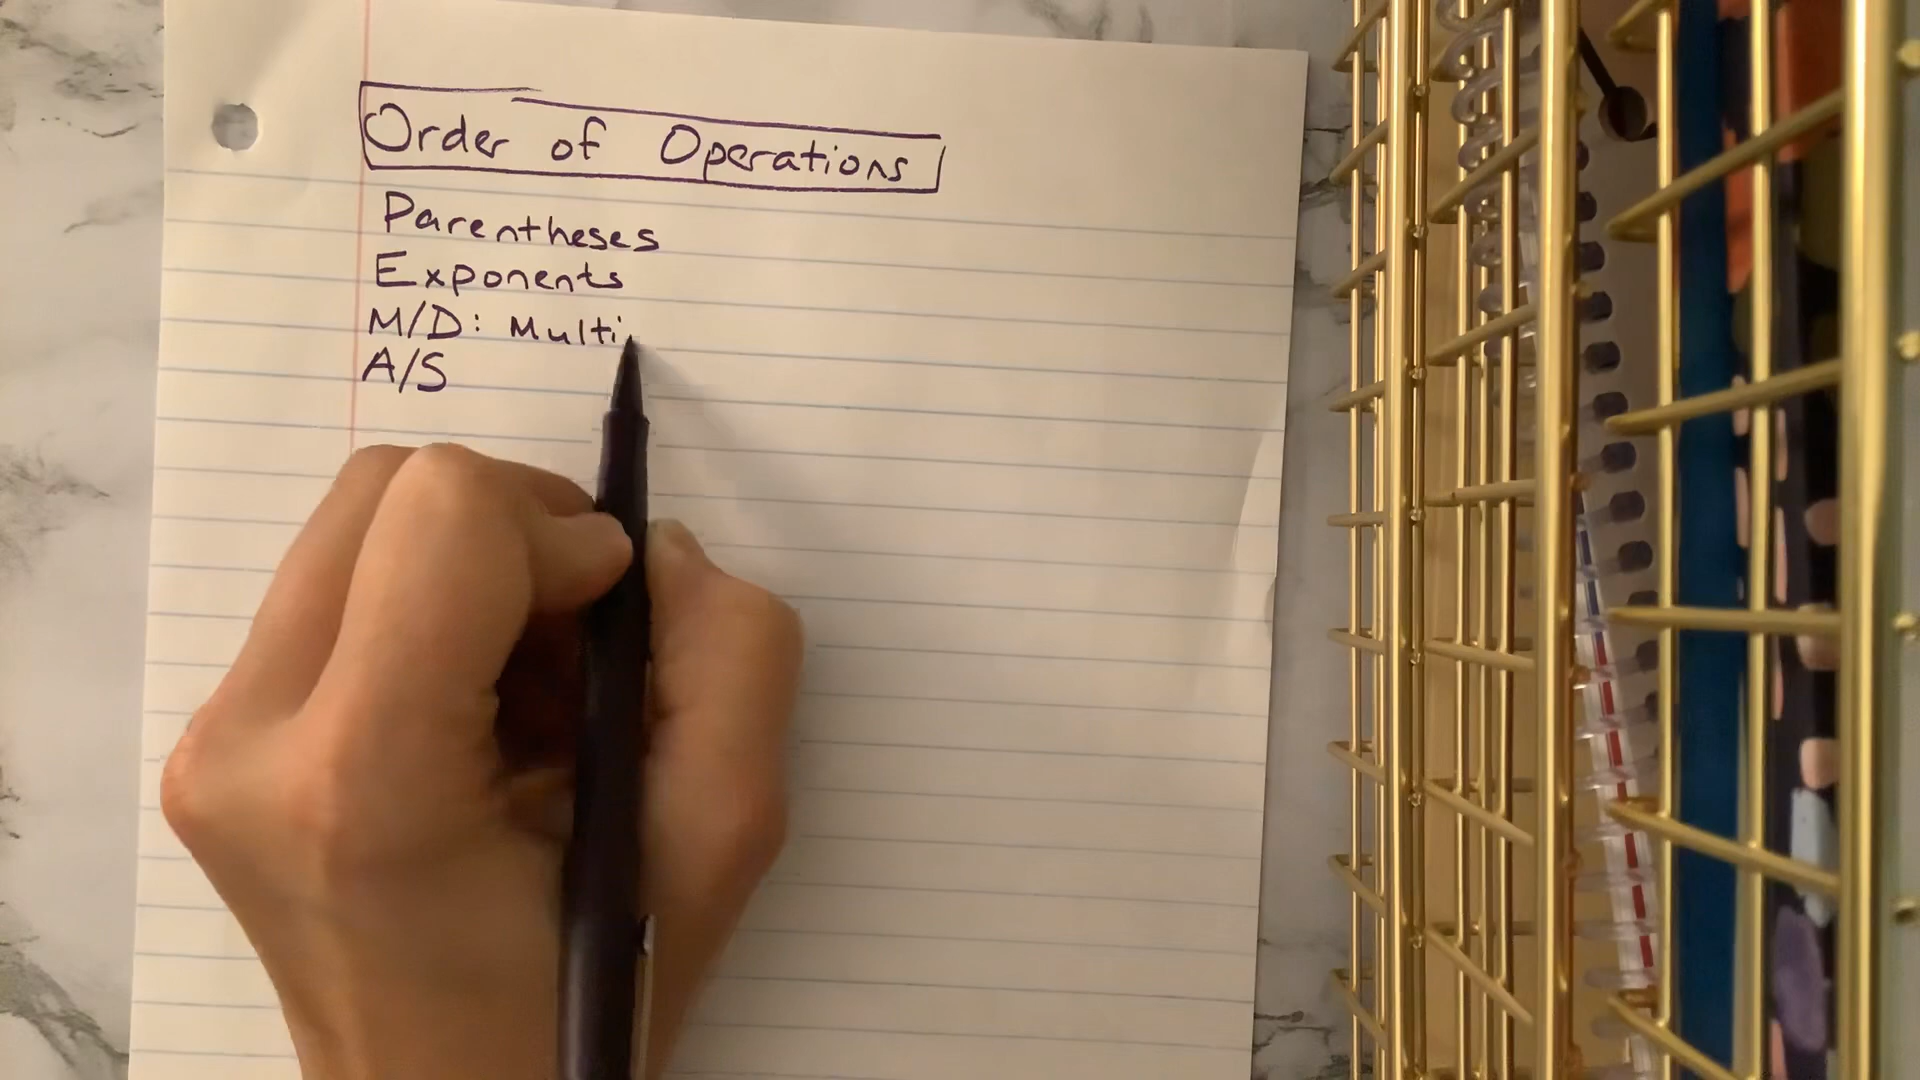 Order of Operations
Parentheses
Exponents
M/D: Multi
A/S